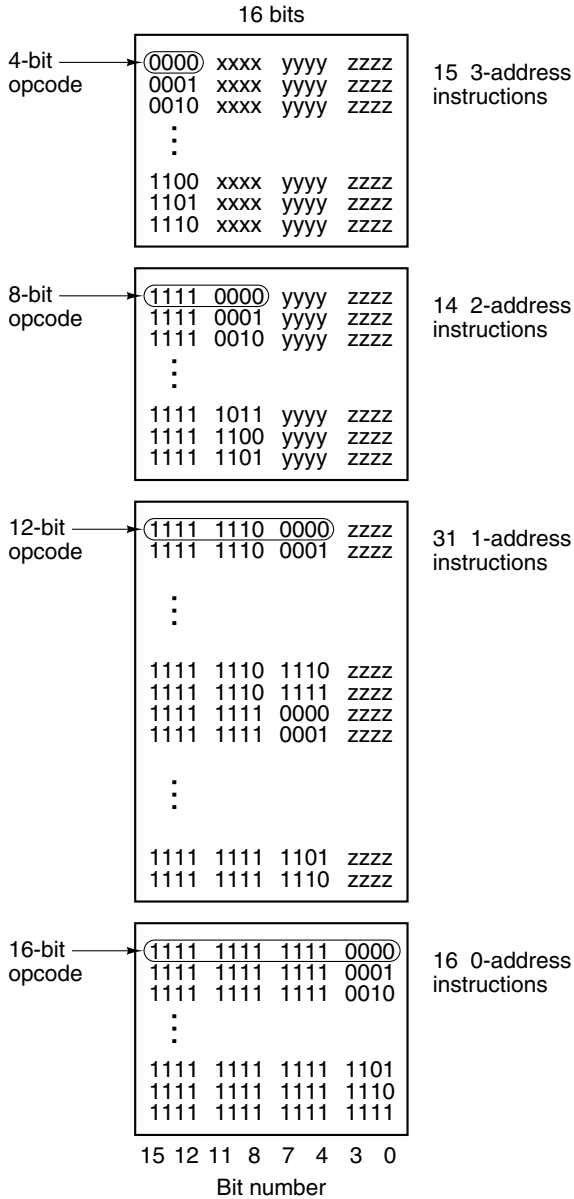 16 bits
4-bit
opcode
0000 xxxx yyyy zzzz
0001 xxxx yyyy zzzz
0010 xxxx yyyy zzzz
⋮
1100 xxxx yyyy zzzz
1101 xxxx yyyy zzzz
1110 xxxx yyyy zzzz
15 3-address
instructions
8-bit
opcode
1111 0000 yyyy zzzz
1111 0001 yyyy zzzz
1111 0010 yyyy zzzz
⋮
1111 1011 yyyy zzzz
1111 1100 yyyy zzzz
1111 1101 yyyy zzzz
14 2-address
instructions
12-bit
opcode
1111 1110 0000 zzzz
1111 1110 0001 zzzz
⋮
1111 1110 1110 zzzz
1111 1110 1111 zzzz
1111 1111 0000 zzzz
1111 1111 0001 zzzz
⋮
1111 1111 1101 zzzz
1111 1111 1110 zzzz
31 1-address
instructions
16-bit
opcode
1111 1111 1111 0000
1111 1111 1111 0001
1111 1111 1111 0010
⋮
1111 1111 1111 1101
1111 1111 1111 1110
1111 1111 1111 1111
16 0-address
instructions
15 12 11 8 7 4 3 0
Bit number